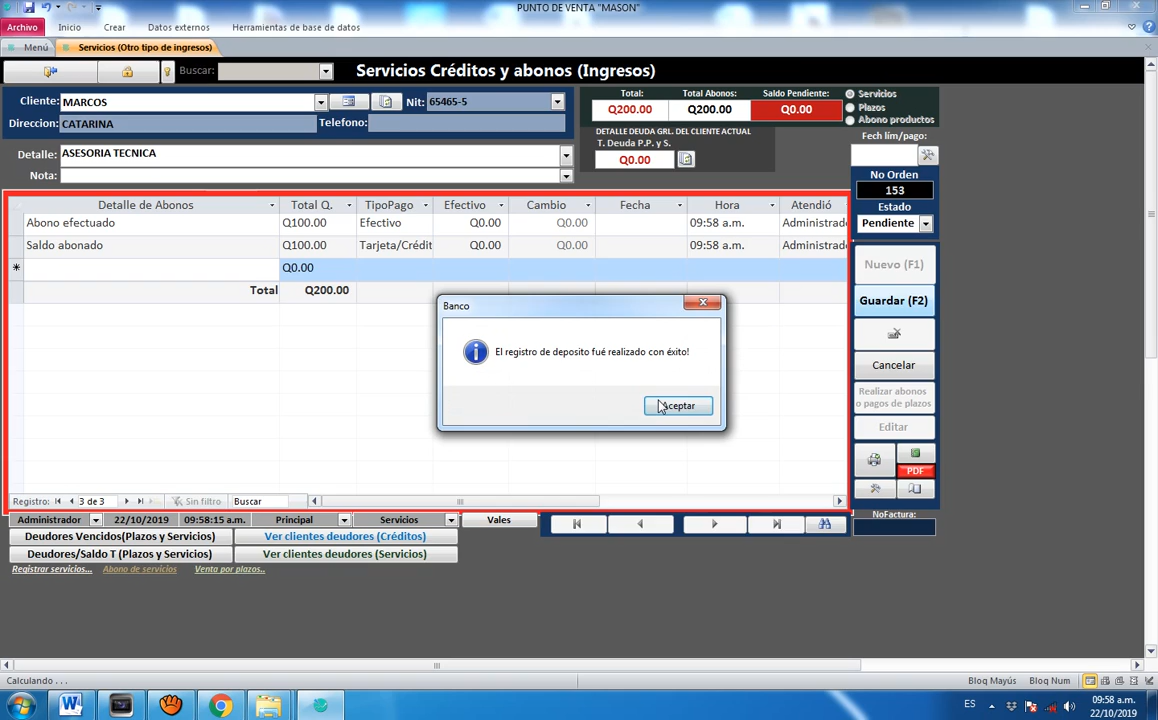 PUNTO DE VENTA "MASON"
Archivo Inicio Crear Datos externos Herramientas de base de datos
Menú Servicios (Otro tipo de ingresos)
Buscar: Servicios Créditos y abonos (Ingresos)
Cliente: MARCOS Nit: 65465-5
Direccion: CATARINA Telefono:
Detalle: ASESORIA TECNICA
Nota:
Total: Total Abonos: Saldo Pendiente:
Q200.00 Q200.00 Q0.00
DETALLE DEUDA GRL. DEL CLIENTE ACTUAL
T. Deuda P.P. y S.
Q0.00
Servicios
Plazos
Abono productos
Fech lím/pago:
No Orden
153
Estado
Pendiente
Detalle de Abonos Total Q. TipoPago Efectivo Cambio Fecha Hora Atendió
Abono efectuado Q100.00 Efectivo Q0.00 Q0.00 09:58 a.m. Administrad
Saldo abonado Q100.00 Tarjeta/Crédit Q0.00 Q0.00 09:58 a.m. Administrad
* Q0.00
Total Q200.00
Banco
El registro de deposito fué realizado con éxito!
Aceptar
Nuevo (F1)
Guardar (F2)
Cancelar
Realizar abonos
o pagos de plazos
Editar
PDF
NoFactura:
Registro: 3 de 3 Sin filtro Buscar
Administrador 22/10/2019 09:58:15 a.m. Principal Servicios Vales
Deudores Vencidos(Plazos y Servicios) Ver clientes deudores (Créditos)
Deudores/Saldo T (Plazos y Servicios) Ver clientes deudores (Servicios)
Registrar servicios... Abono de servicios Venta por plazos..
Calculando . . . Bloq Mayús Bloq Num
ES 09:58 a.m.
22/10/2019